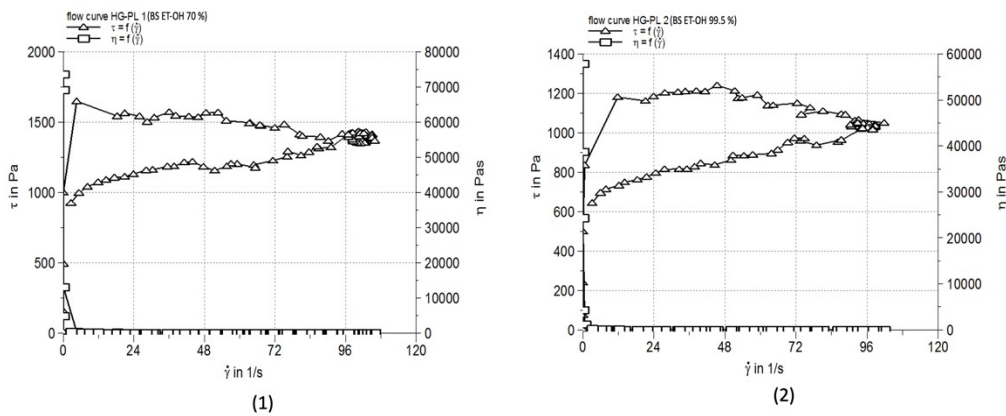 flow curve HG-PL 1 (BS ET-OH 70 %)
τ = f (γ̇)
η = f (γ̇)
2000
1500
1000
500
0
τ in Pa
80000
70000
60000
50000
40000
30000
20000
10000
0
η in Pas
0 24 48 72 96 120
γ̇ in 1/s
(1)
flow curve HG-PL 2 (BS ET-OH 99.5 %)
τ = f (γ̇)
η = f (γ̇)
1400
1200
1000
800
600
400
200
0
τ in Pa
60000
50000
40000
30000
20000
10000
0
η in Pas
0 24 48 72 96 120
γ̇ in 1/s
(2)